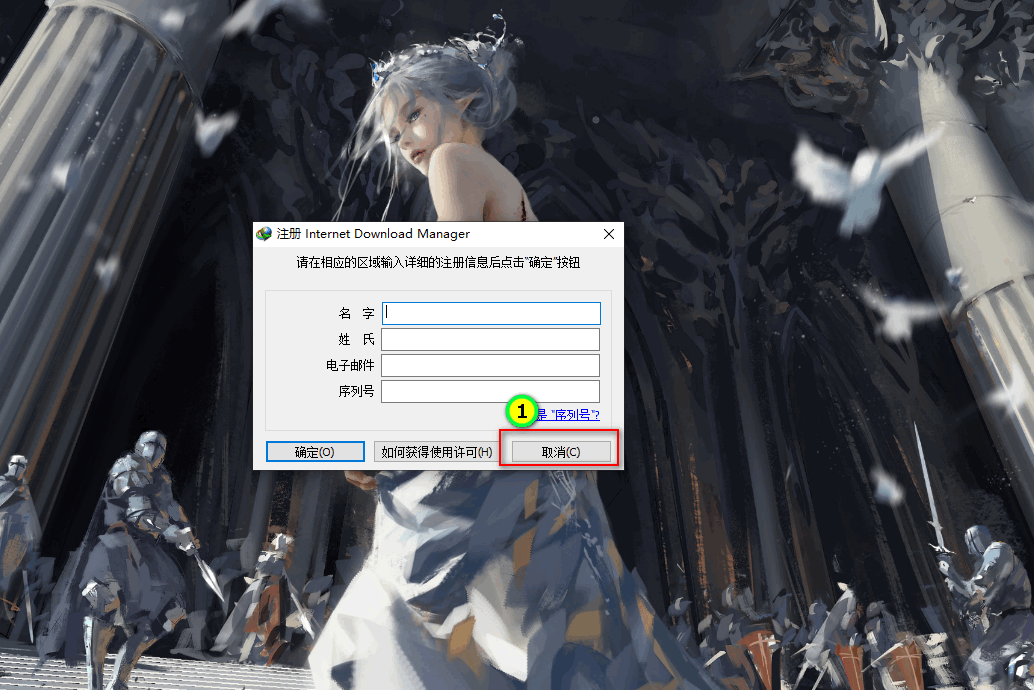 注册 Internet Download Manager
请在相应的区域输入详细的注册信息后点击"确定"按钮
名 字
姓 氏
电子邮件
序列号
1
是 "序列号"?
确定(O)
如何获得使用许可(H)
取消(C)